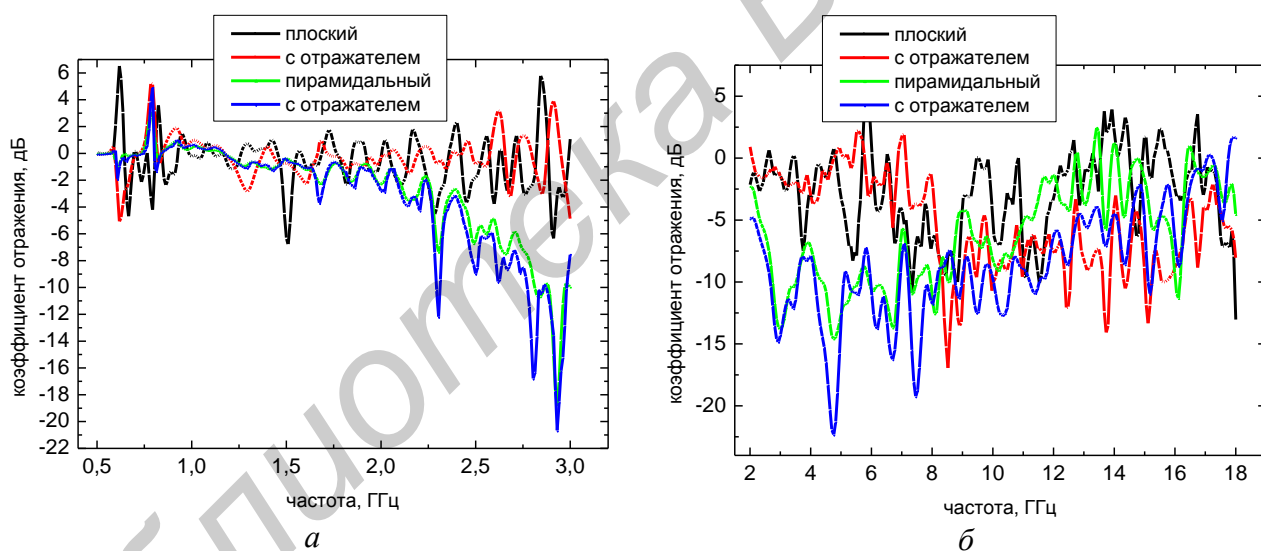 плоский
с отражателем
пирамидальный
с отражателем
коэффициент отражения, дБ
6
4
2
0
-2
-4
-6
-8
-10
-12
-14
-16
-18
-20
-22
0,5 1,0 1,5 2,0 2,5 3,0
частота, ГГц
а
плоский
с отражателем
пирамидальный
с отражателем
коэффициент отражения, дБ
5
0
-5
-10
-15
-20
2 4 6 8 10 12 14 16 18
частота, ГГц
б
блиотека Б